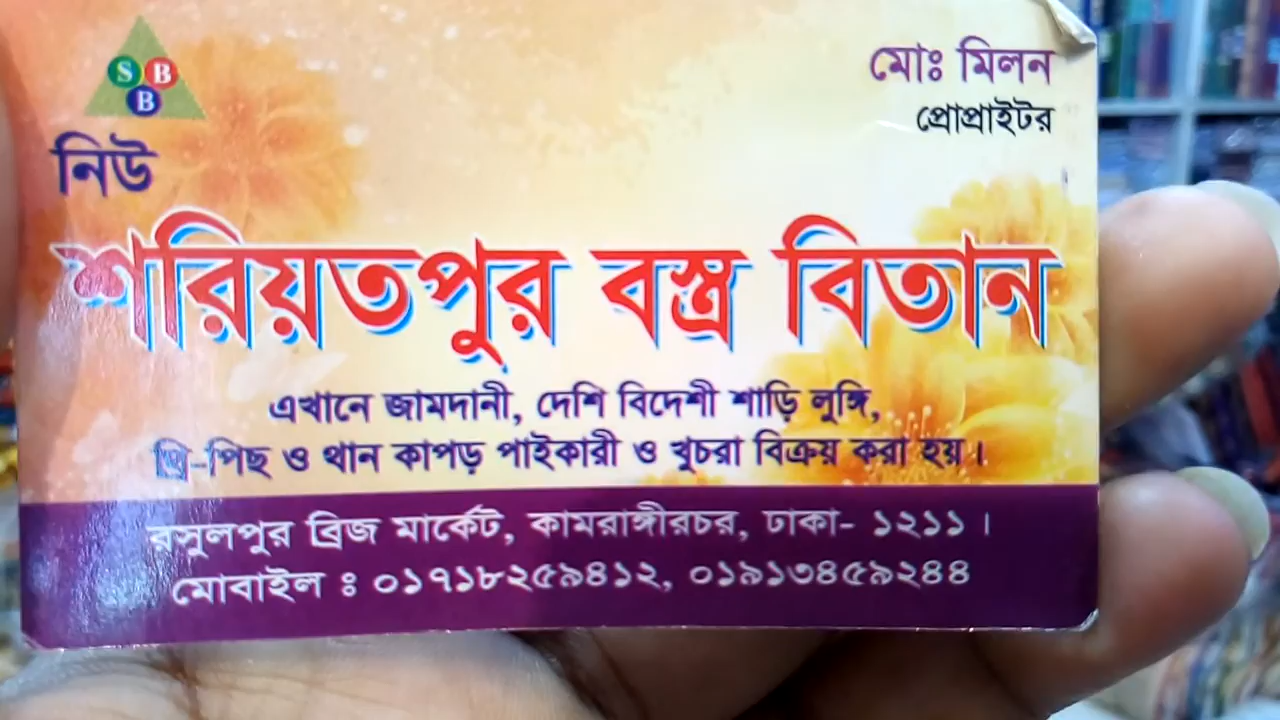 S B
B
মোঃ মিলন
প্রোপ্রাইটর
নিউ
শরিয়তপুর বস্ত্র বিতান
এখানে জামদানী, দেশি বিদেশী শাড়ি লুঙ্গি,
থ্রি-পিছ ও থান কাপড় পাইকারী ও খুচরা বিক্রয় করা হয়।
রসুলপুর ব্রিজ মার্কেট, কামরাঙ্গীরচর, ঢাকা- ১২১১।
মোবাইল ঃ ০১৭১৮২৫৯৪১২, ০১৯১৩৪৫৯২৪৪